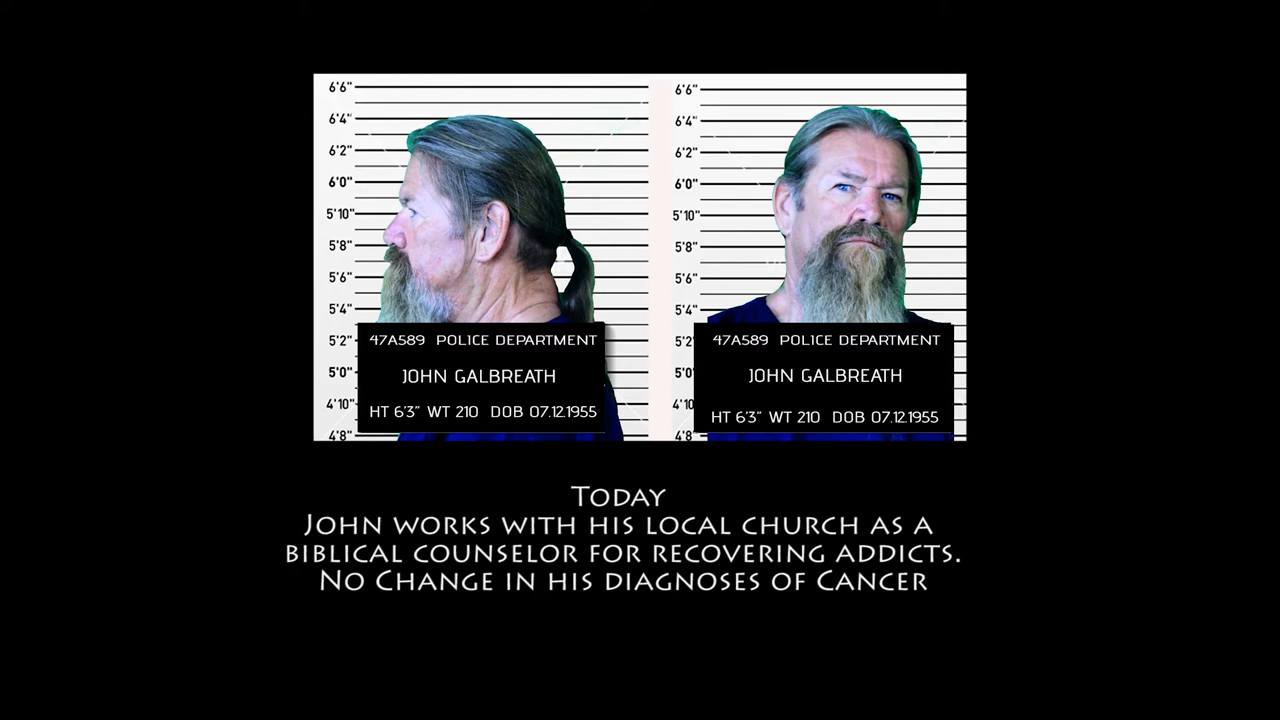 6'6"
6'4"
6'2"
6'0"
5'10"
5'8"
5'6"
5'4"
5'2"
5'0"
4'10"
4'8"
47A589 POLICE DEPARTMENT
JOHN GALBREATH
HT 6'3" WT 210 DOB 07.12.1955
6'6"
6'4"
6'2"
6'0"
5'10"
5'8"
5'6"
5'4"
5'2"
5'0"
4'10
4'8
47A589 POLICE DEPARTMENT
JOHN GALBREATH
HT 6'3" WT 210 DOB 07.12.1955
TODAY
JOHN WORKS WITH HIS LOCAL CHURCH AS A
BIBLICAL COUNSELOR FOR RECOVERING ADDICTS.
NO CHANGE IN HIS DIAGNOSES OF CANCER